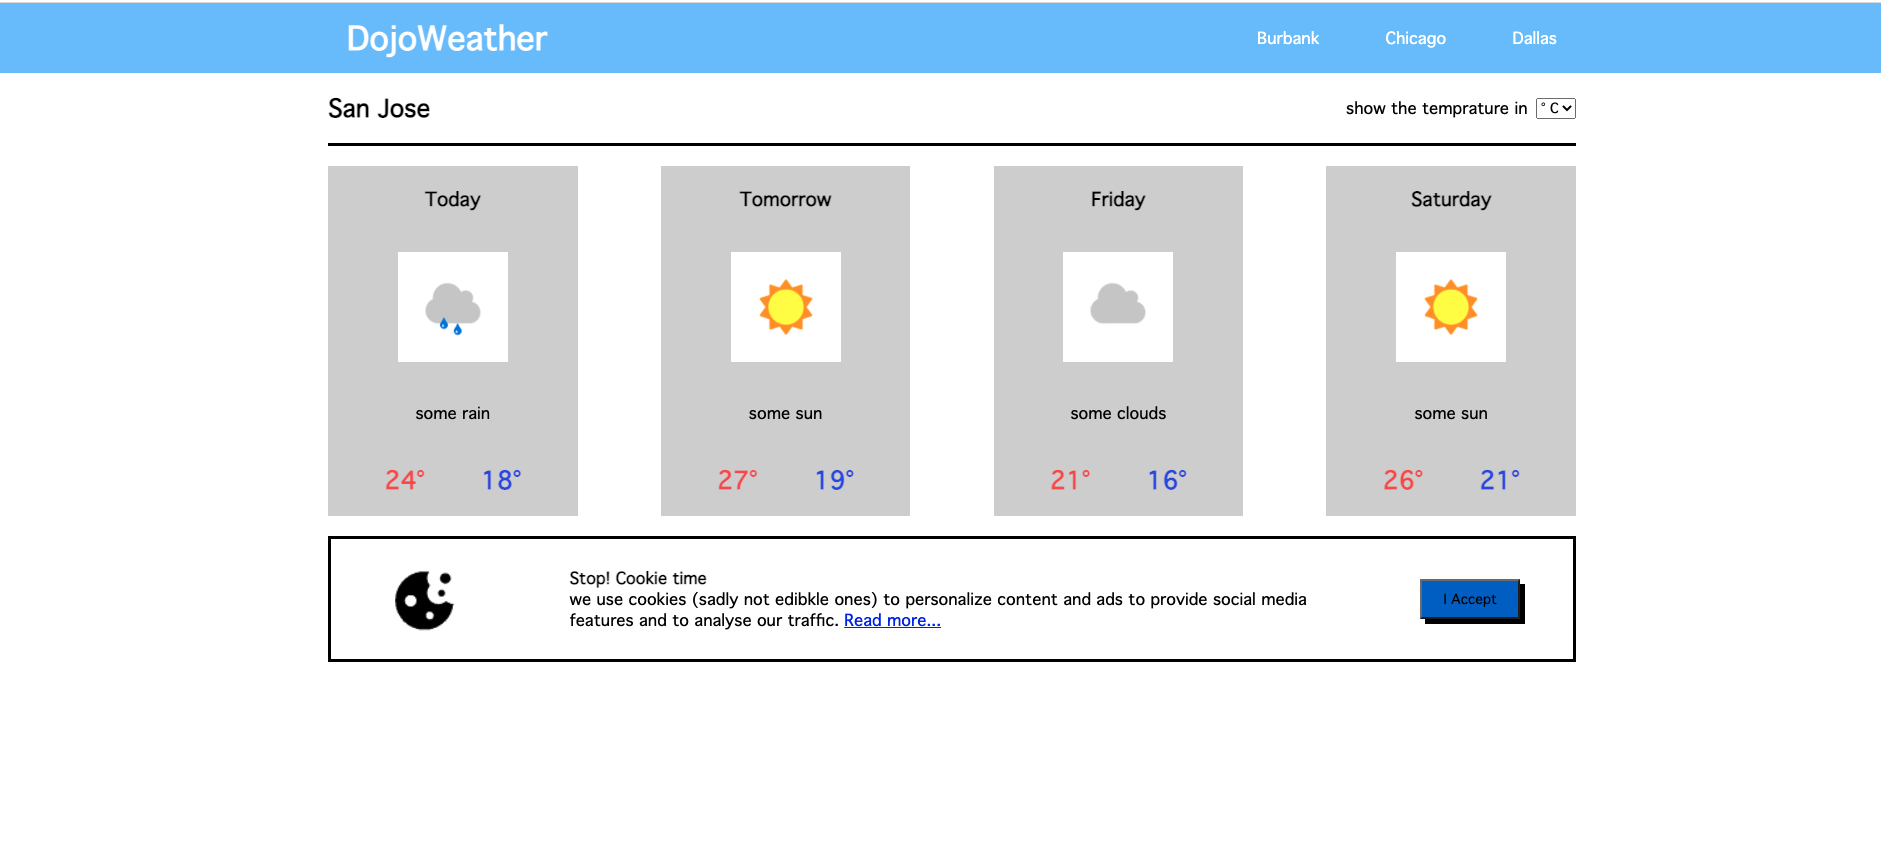 DojoWeather Burbank Chicago Dallas
San Jose show the temprature in ° C
Today Tomorrow Friday Saturday
some rain some sun some clouds some sun
24° 18° 27° 19° 21° 16° 26° 21°
Stop! Cookie time
we use cookies (sadly not edibkle ones) to personalize content and ads to provide social media
features and to analyse our traffic. Read more...
I Accept